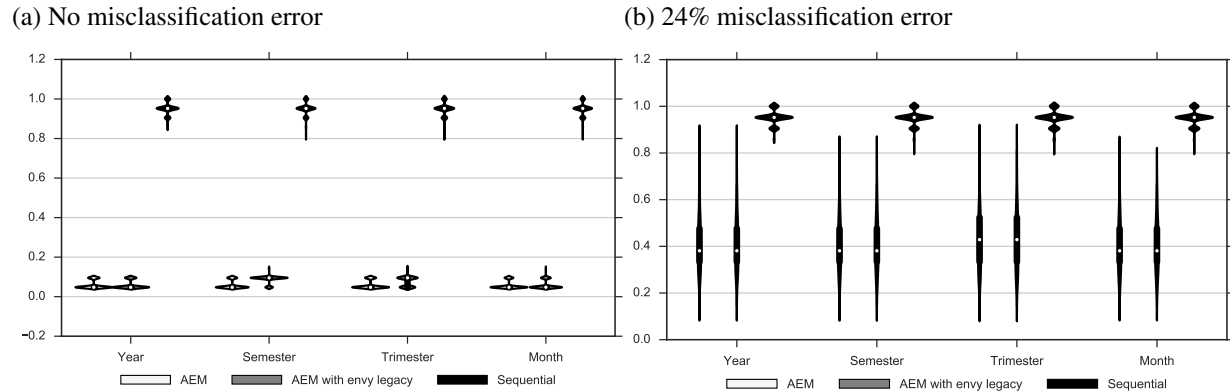 (a) No misclassification error
(b) 24% misclassification error
1.2
1.0
0.8
0.6
0.4
0.2
0.0
−0.2
Year
Semester
Trimester
Month
AEM
AEM with envy legacy
Sequential
1.2
1.0
0.8
0.6
0.4
0.2
0.0
Year
Semester
Trimester
Month
AEM
AEM with envy legacy
Sequential